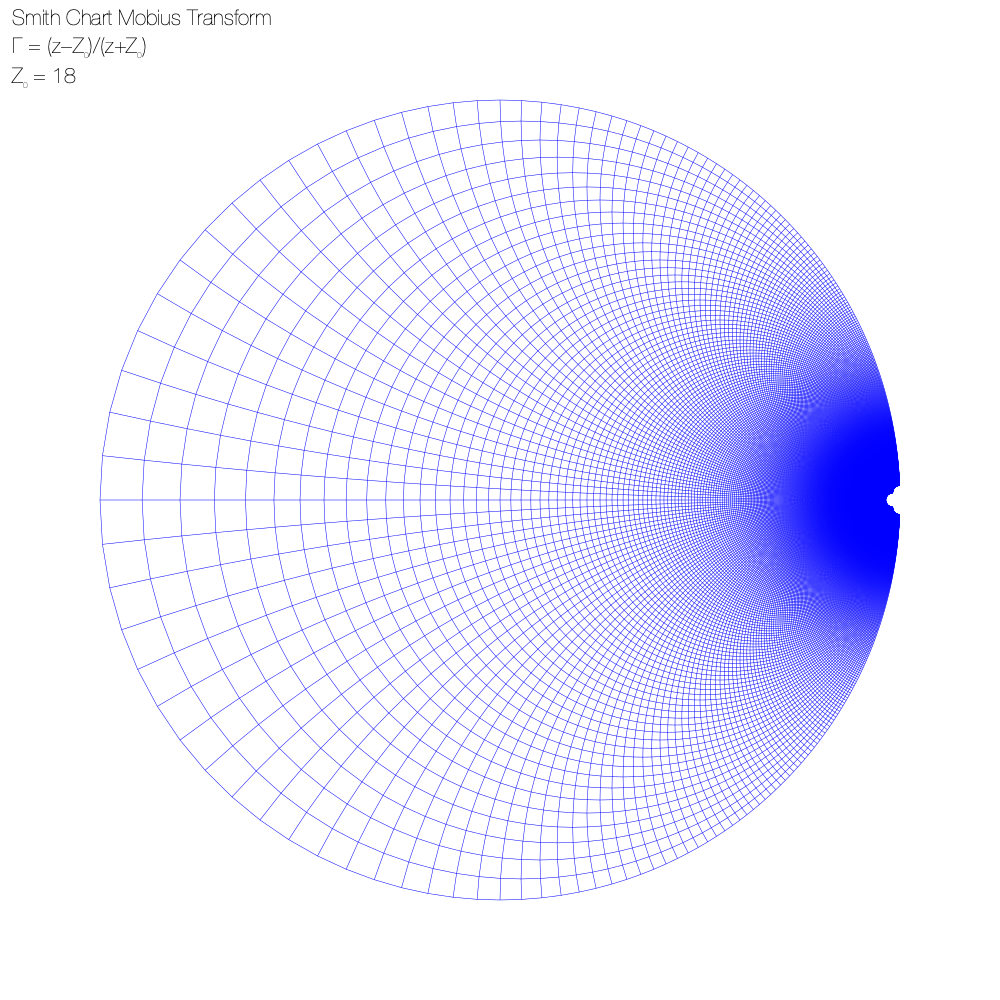 Smith Chart Mobius Transform
Γ = (z−Z₀)/(z+Z₀)
Z₀ = 18